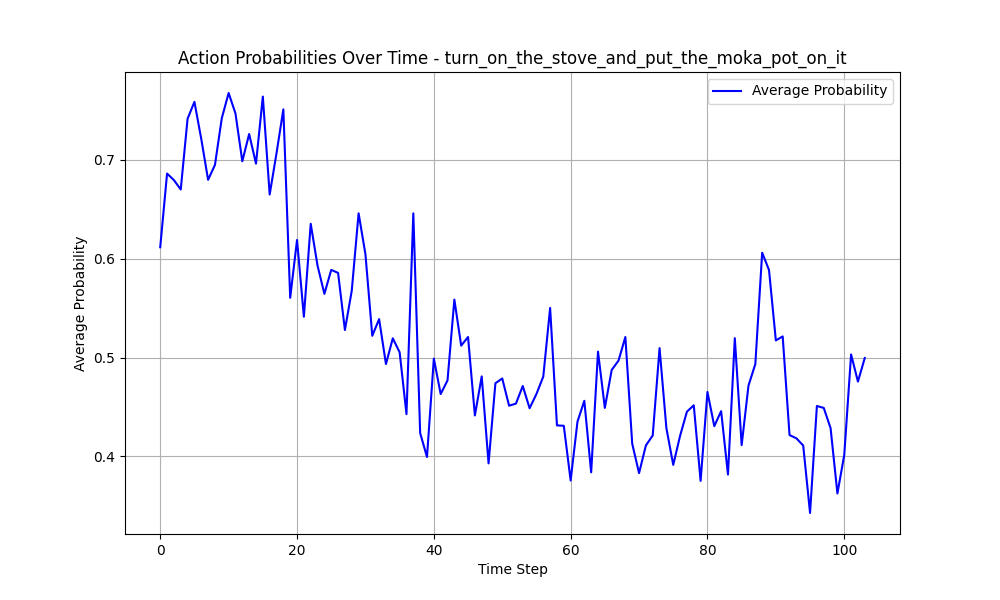 Action Probabilities Over Time - turn_on_the_stove_and_put_the_moka_pot_on_it
Average Probability
0.7
0.6
0.5
0.4
Average Probability
0 20 40 60 80 100
Time Step